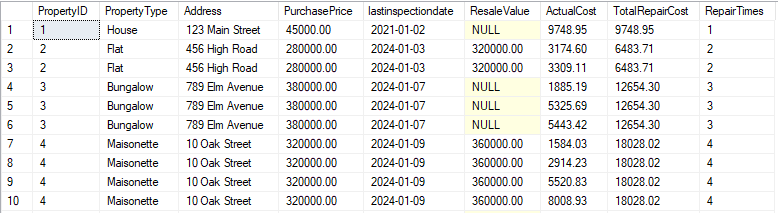 PropertyID PropertyType Address PurchasePrice lastinspectiondate ResaleValue ActualCost TotalRepairCost RepairTimes
1 1 House 123 Main Street 45000.00 2021-01-02 NULL 9748.95 9748.95 1
2 2 Flat 456 High Road 280000.00 2024-01-03 320000.00 3174.60 6483.71 2
3 2 Flat 456 High Road 280000.00 2024-01-03 320000.00 3309.11 6483.71 2
4 3 Bungalow 789 Elm Avenue 380000.00 2024-01-07 NULL 1885.19 12654.30 3
5 3 Bungalow 789 Elm Avenue 380000.00 2024-01-07 NULL 5325.69 12654.30 3
6 3 Bungalow 789 Elm Avenue 380000.00 2024-01-07 NULL 5443.42 12654.30 3
7 4 Maisonette 10 Oak Street 320000.00 2024-01-09 360000.00 1584.03 18028.02 4
8 4 Maisonette 10 Oak Street 320000.00 2024-01-09 360000.00 2914.23 18028.02 4
9 4 Maisonette 10 Oak Street 320000.00 2024-01-09 360000.00 5520.83 18028.02 4
10 4 Maisonette 10 Oak Street 320000.00 2024-01-09 360000.00 8008.93 18028.02 4